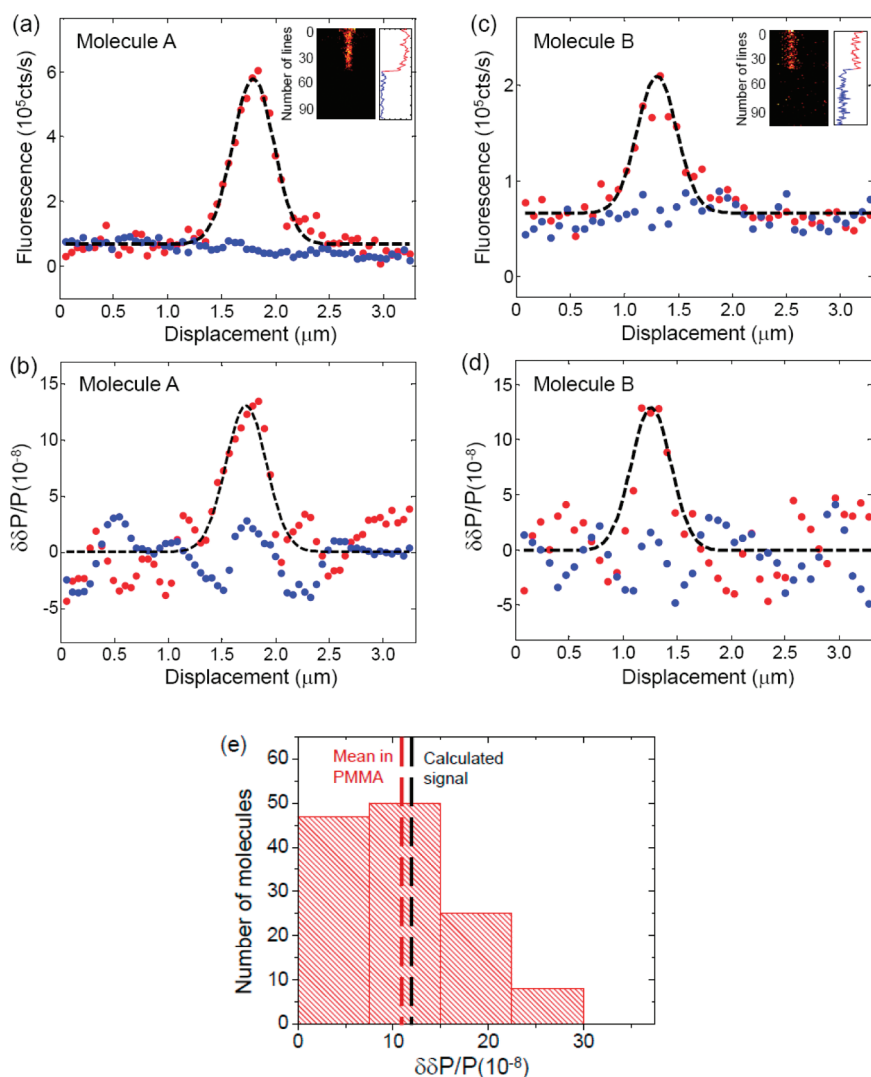 (a)
Molecule A
Number of lines
0
30
60
90
Fluorescence (10⁵cts/s)
6
4
2
0
0 0.5 1.0 1.5 2.0 2.5 3.0
Displacement (μm)
(c)
Molecule B
Number of lines
0
30
60
90
Fluorescence (10⁵cts/s)
2
1
0
0 0.5 1.0 1.5 2.0 2.5 3.0
Displacement (μm)
(b)
Molecule A
δδP/P(10⁻⁸)
15
10
5
0
-5
0 0.5 1.0 1.5 2.0 2.5 3.0
Displacement (μm)
(d)
Molecule B
δδP/P(10⁻⁸)
15
10
5
0
-5
0 0.5 1.0 1.5 2.0 2.5 3.0
Displacement (μm)
(e)
Mean in
PMMA
Calculated
signal
Number of molecules
60
50
40
30
20
10
0
0 10 20 30
δδP/P(10⁻⁸)